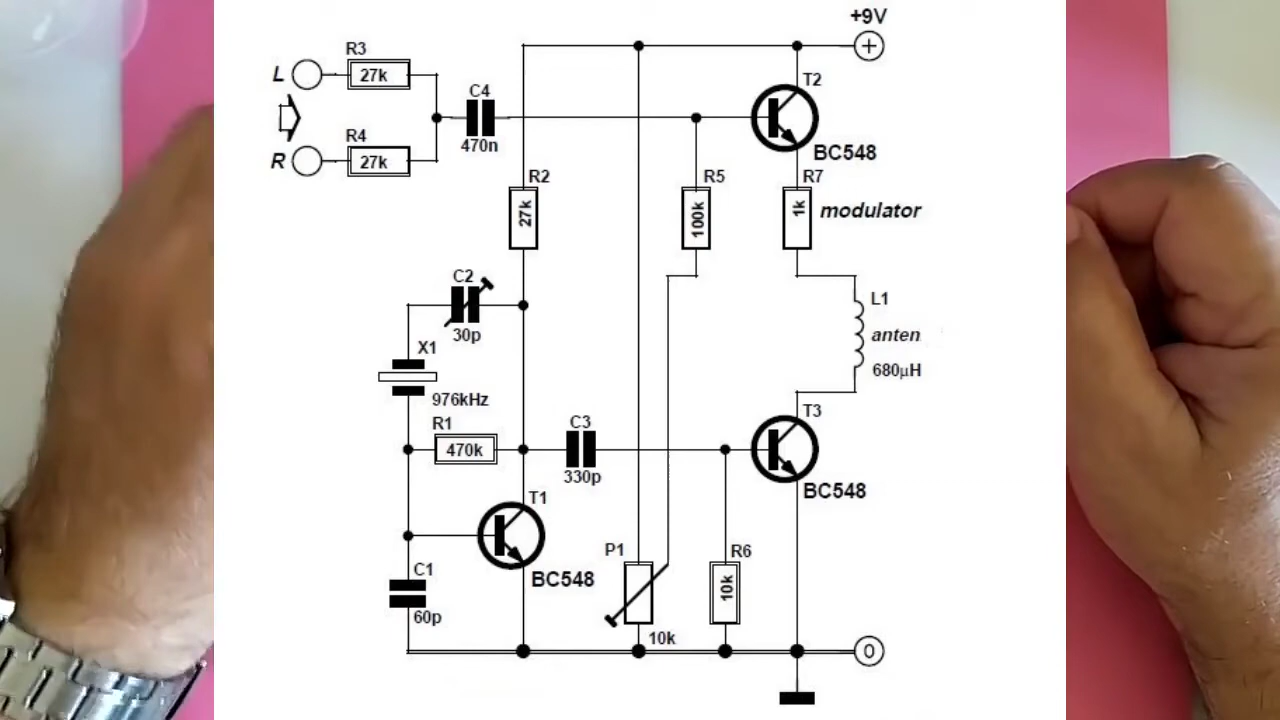 +9V
R3
L
27k
C4
T2
R4
470n
R
27k
BC548
R2
R5
R7
27k
100k
1k
modulator
C2
30p
L1
anten
680µH
X1
976kHz
R1
470k
C3
330p
T3
BC548
T1
BC548
P1
R6
C1
60p
10k
10k
0